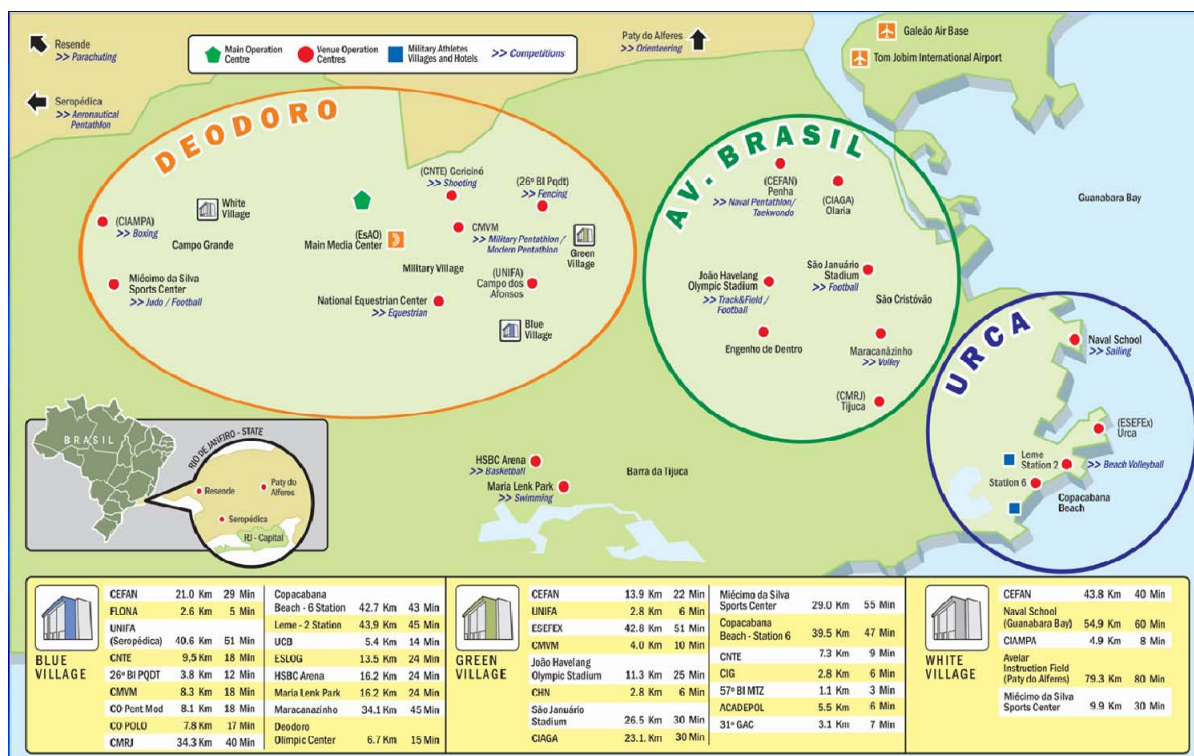 Resende
>> Parachuting
Seropédica
>> Aeronautical
Pentathlon
Main Operation
Centre
Venue Operation
Centres
Military Athletes
Villages and Hotels
>> Competitions
Paty do Alferes
>> Orienteering
Galeão Air Base
Tom Jobim International Airport
Guanabara Bay
DEODORO
(CIAMPA)
>> Boxing
White
Village
Campo Grande
Miécimo da Silva
Sports Center
>> Judo / Football
(EsAO)
Main Media Center
(CNTE) Gericinó
>> Shooting
(26º BI Pqdt)
>> Fencing
CMVM
>> Military Pentathlon /
Modern Pentathlon
Green
Village
Military Village
(UNIFA)
Campo dos
Afonsos
National Equestrian Center
>> Equestrian
Blue
Village
AV. BRASIL
(CEFAN)
Penha
>> Naval Pentathlon/
Taekwondo
(CIAGA)
Olaria
João Havelang
Olympic Stadium
>> Track&Field /
Football
São Januário
Stadium
>> Football
São Cristóvão
Engenho de Dentro
Maracanãzinho
>> Volley
(CMRJ)
Tijuca
URCA
Naval School
>> Sailing
(ESEFEx)
Urca
Leme
Station 2
>> Beach Volleyball
Station 6
Copacabana
Beach
HSBC Arena
>> Basketball
Maria Lenk Park
>> Swimming
Barra da Tijuca
BRASIL
RIO DE JANEIRO - STATE
Resende
Paty do
Alferes
Seropédica
RJ - Capital
BLUE
VILLAGE
CEFAN 21.0 Km 29 Min
FLONA 2.6 Km 5 Min
UNIFA
(Seropédica) 40.6 Km 51 Min
CNTE 9,5 Km 18 Min
26º BI PQDT 3.8 Km 12 Min
CMVM 8.3 Km 18 Min
CO Pent Mod 8.1 Km 18 Min
CO POLO 7.8 Km 17 Min
CMRJ 34.3 Km 40 Min
Copacabana
Beach - 6 Station 42.7 Km 43 Min
Leme - 2 Station 43,9 Km 45 Min
UCB 5.4 Km 14 Min
ESLOG 13.5 Km 24 Min
HSBC Arena 16.2 Km 24 Min
Maria Lenk Park 16.2 Km 24 Min
Maracanazinho 34.1 Km 45 Min
Deodoro
Olimpic Center 6.7 Km 15 Min
GREEN
VILLAGE
CEFAN 13.9 Km 22 Min
UNIFA 2.8 Km 6 Min
ESEFEX 42.8 Km 51 Min
CMVM 4.0 Km 10 Min
João Havelang
Olympic Stadium 11.3 Km 25 Min
CHN 2.8 Km 6 Min
São Januário
Stadium 26.5 Km 30 Min
CIAGA 23.1. Km 30 Min
Miécimo da Silva
Sports Center 29.0 Km 55 Min
Copacabana
Beach - Station 6 39.5 Km 47 Min
CNTE 7.3 Km 9 Min
CIG 2.8 Km 6 Min
57º BI MTZ 1.1 Km 3 Min
ACADEPOL 5.5 Km 6 Min
31º GAC 3.1 Km 7 Min
WHITE
VILLAGE
CEFAN 43.8 Km 40 Min
Naval School
(Guanabara Bay) 54.9 Km 60 Min
CIAMPA 4.9 Km 8 Min
Avelar
Instruction Field
(Paty do Alferes) 79.3 Km 80 Min
Miécimo da Silva
Sports Center 9.9 Km 30 Min